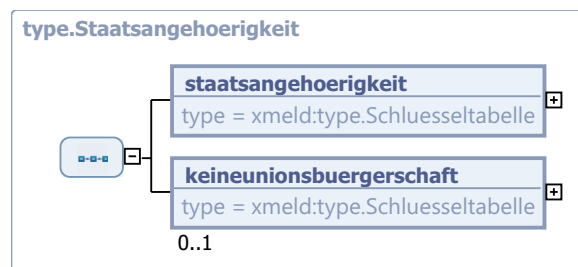 type.Staatsangehoerigkeit
staatsangehoerigkeit
type = xmeld:type.Schluesseltabelle
keineunionsbuergerschaft
type = xmeld:type.Schluesseltabelle
0..1